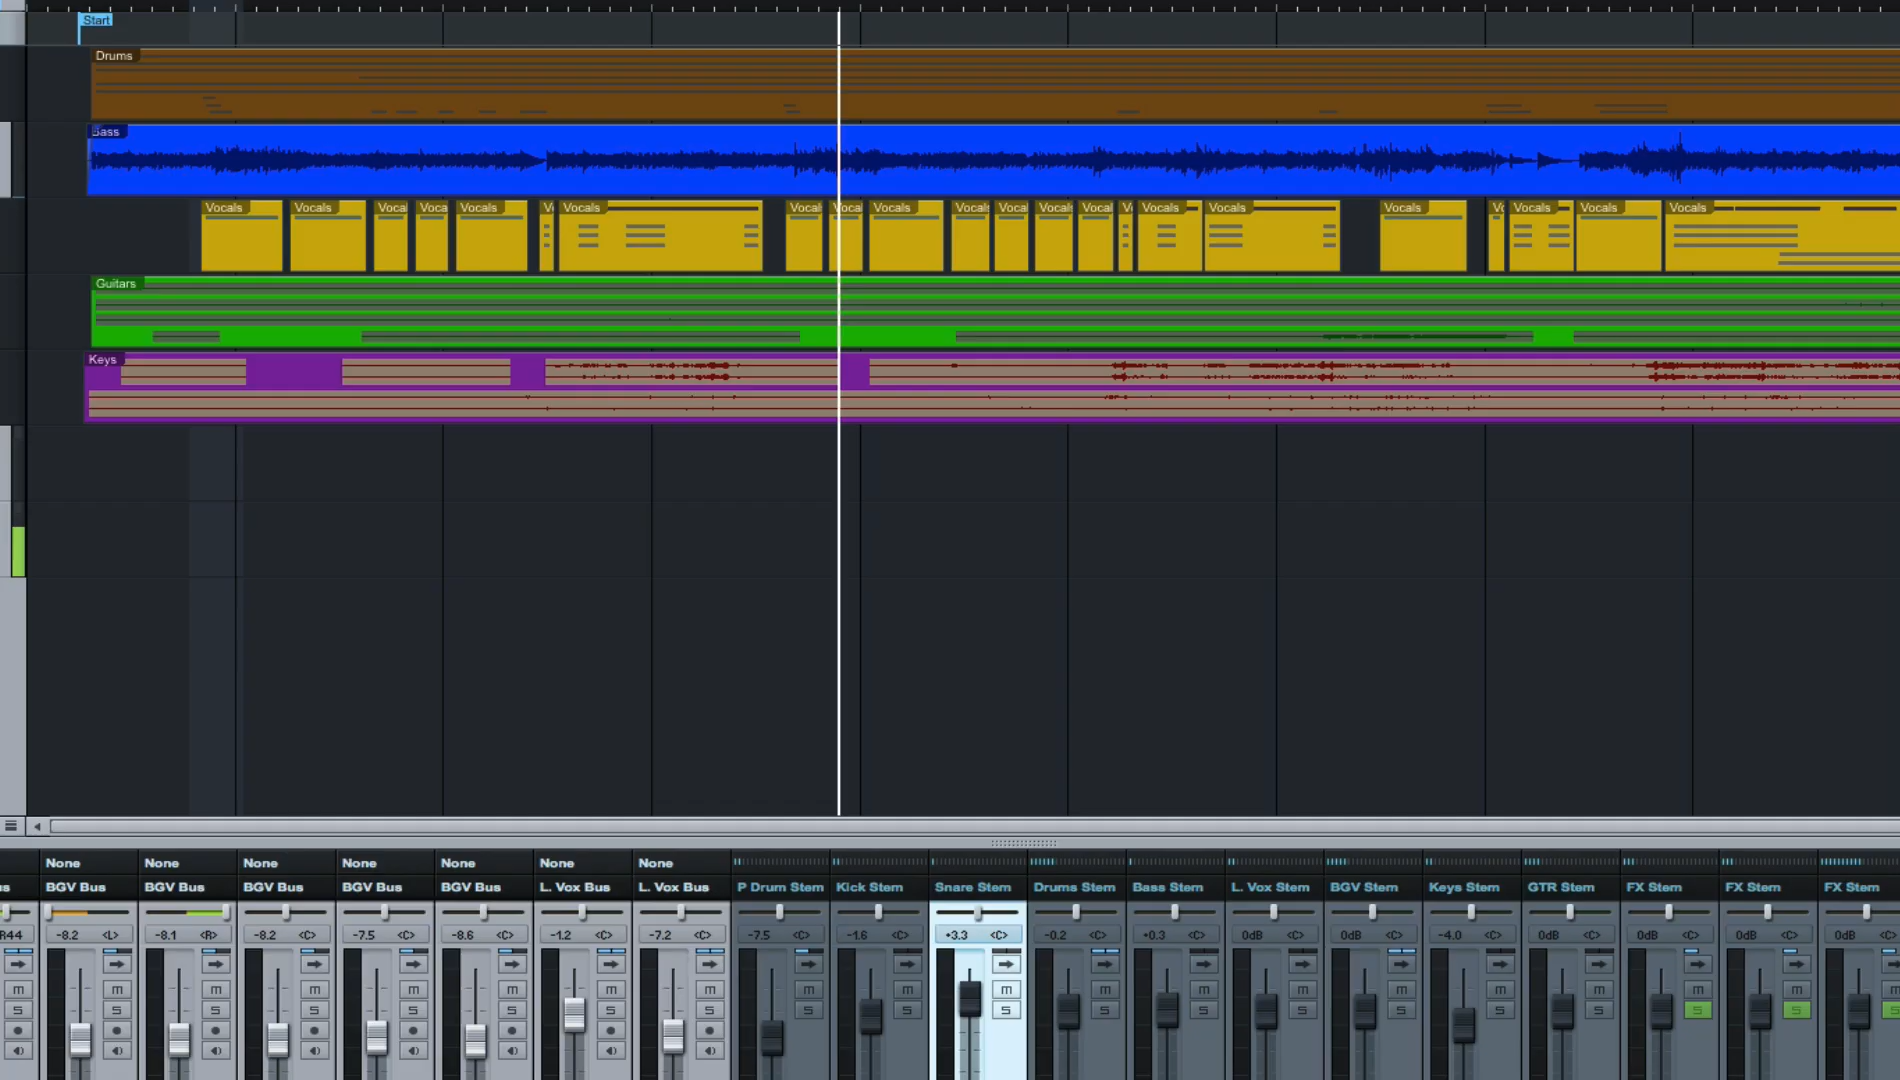 Start
Drums
Bass
Vocals Vocals Vocal Voca Vocals Vocals Vocals Vocal Vocals Vocals Voca Vocals Vocal Vocals Vocals Vocals Vocals Vocals Vocals
Guitars
Keys
None None None None None None None
BGV Bus BGV Bus BGV Bus BGV Bus BGV Bus L. Vox Bus L. Vox Bus P Drum Stem Kick Stem Snare Stem Drums Stem Bass Stem L. Vox Stem BGV Stem Keys Stem GTR Stem FX Stem FX Stem FX Stem
R44 -8.2 <L> -8.1 <R> -8.2 <C> -7.5 <C> -8.6 <C> -1.2 <C> -7.2 <C> -7.5 <C> -1.6 <C> +3.3 <C> -0.2 <C> +0.3 <C> 0dB <C> 0dB <C> -4.0 <C> 0dB <C> 0dB <C> 0dB <C> 0dB <C>
m m m m m m m m m m m m m m m m m m m
S S S S S S S S S S S S S S S S S S S S